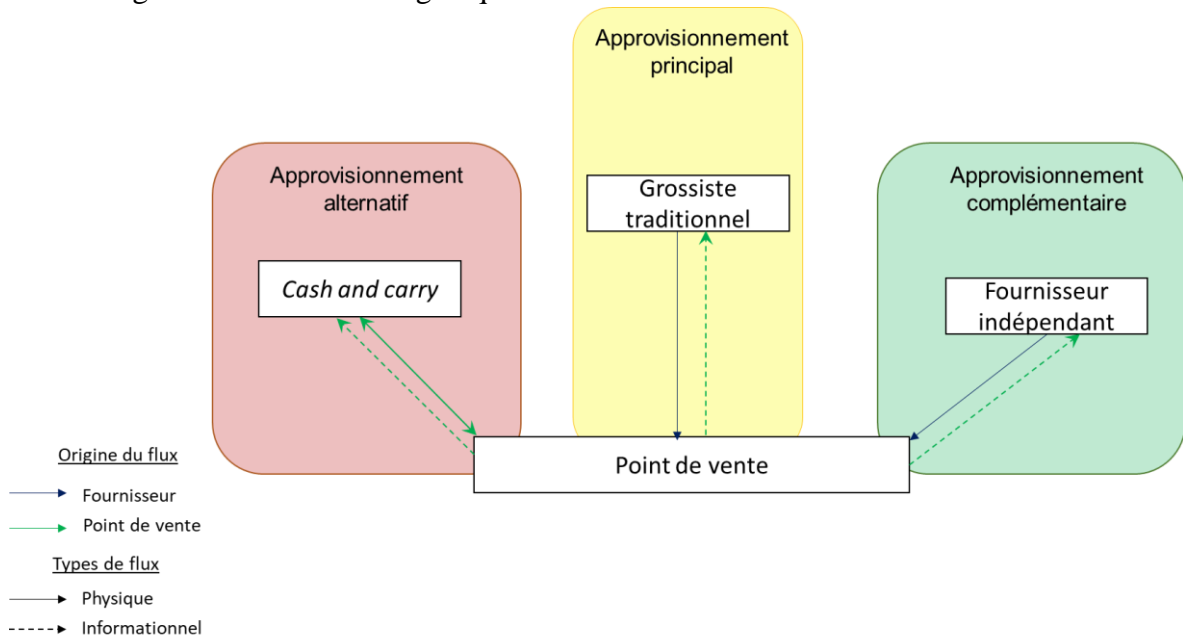 Approvisionnement
principal
Approvisionnement
alternatif
Grossiste
traditionnel
Approvisionnement
complémentaire
Cash and carry
Fournisseur
indépendant
Point de vente
Origine du flux
Fournisseur
Point de vente
Types de flux
Physique
Informationnel